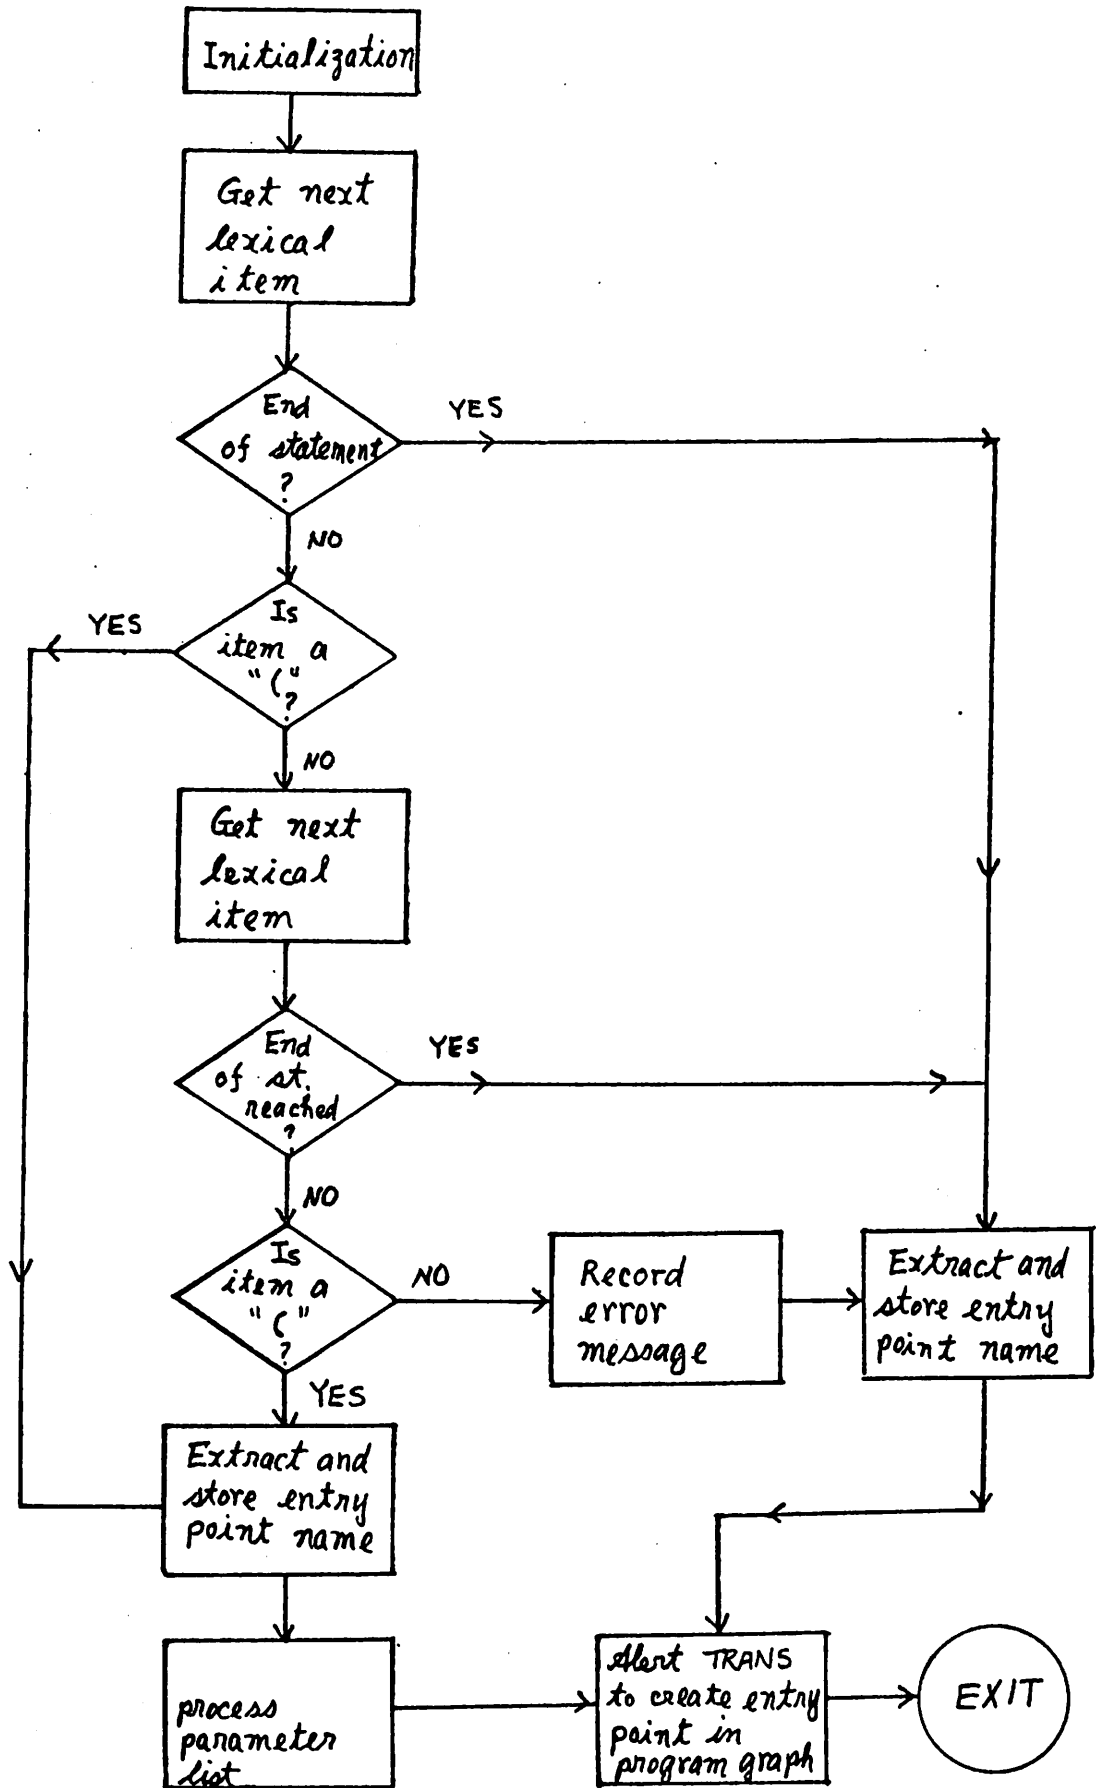 Initialization
Get next
lexical
item
End
of statement
?
YES
NO
Is
item a
"("
?
YES
NO
Get next
lexical
item
End
of st.
reached
?
YES
NO
Is
item a
"("
?
NO
YES
Record
error
message
Extract and
store entry
point name
Extract and
store entry
point name
process
parameter
list
Alert TRANS
to create entry
point in
program graph
EXIT